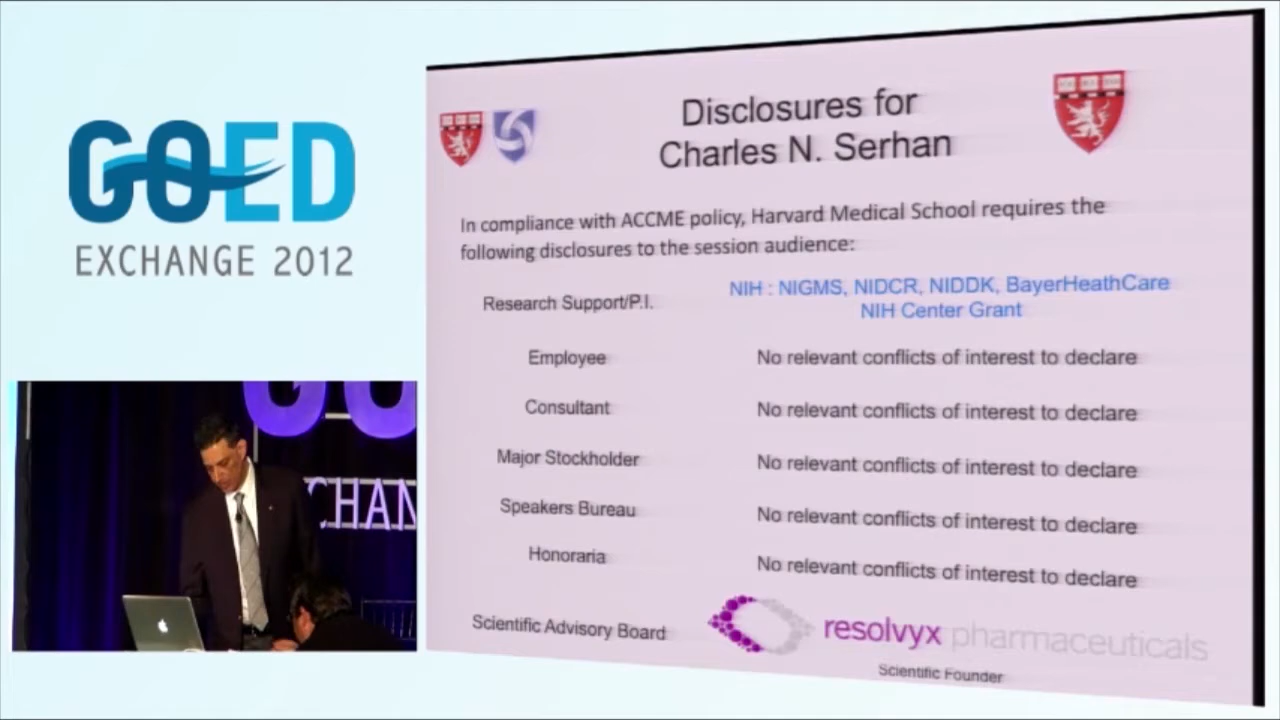 GOED
EXCHANGE 2012
GO
CHAN
Disclosures for
Charles N. Serhan
In compliance with ACCME policy, Harvard Medical School requires the
following disclosures to the session audience:
Research Support/P.I.
NIH : NIGMS, NIDCR, NIDDK, BayerHeathCare
NIH Center Grant
Employee
No relevant conflicts of interest to declare
Consultant
No relevant conflicts of interest to declare
Major Stockholder
No relevant conflicts of interest to declare
Speakers Bureau
No relevant conflicts of interest to declare
Honoraria
No relevant conflicts of interest to declare
Scientific Advisory Board
resolvyx pharmaceuticals
Scientific Founder